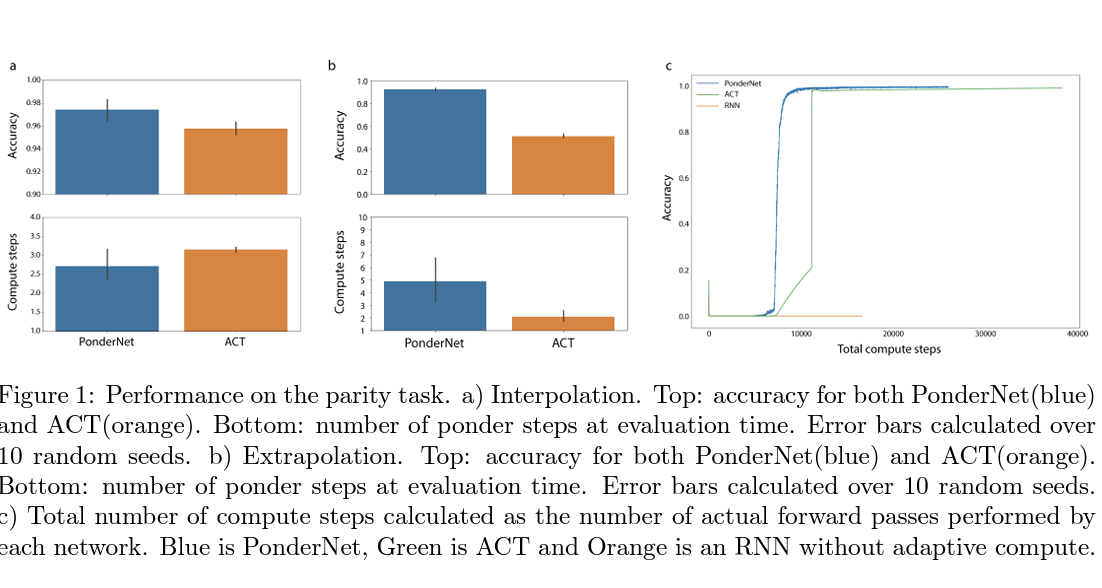 a
1.00
0.98
0.96
0.94
0.92
0.90
Accuracy
4.0
3.5
3.0
2.5
2.0
1.5
1.0
Compute steps
PonderNet ACT
b
1.0
0.8
0.6
0.4
0.2
0.0
Accuracy
10
9
8
7
6
5
4
3
2
1
Compute steps
PonderNet ACT
c
PonderNet
ACT
RNN
1.0
0.8
0.6
0.4
0.2
0.0
Accuracy
0 10000 20000 30000 40000
Total compute steps
Figure 1: Performance on the parity task. a) Interpolation. Top: accuracy for both PonderNet(blue)
and ACT(orange). Bottom: number of ponder steps at evaluation time. Error bars calculated over
10 random seeds. b) Extrapolation. Top: accuracy for both PonderNet(blue) and ACT(orange).
Bottom: number of ponder steps at evaluation time. Error bars calculated over 10 random seeds.
c) Total number of compute steps calculated as the number of actual forward passes performed by
each network. Blue is PonderNet, Green is ACT and Orange is an RNN without adaptive compute.